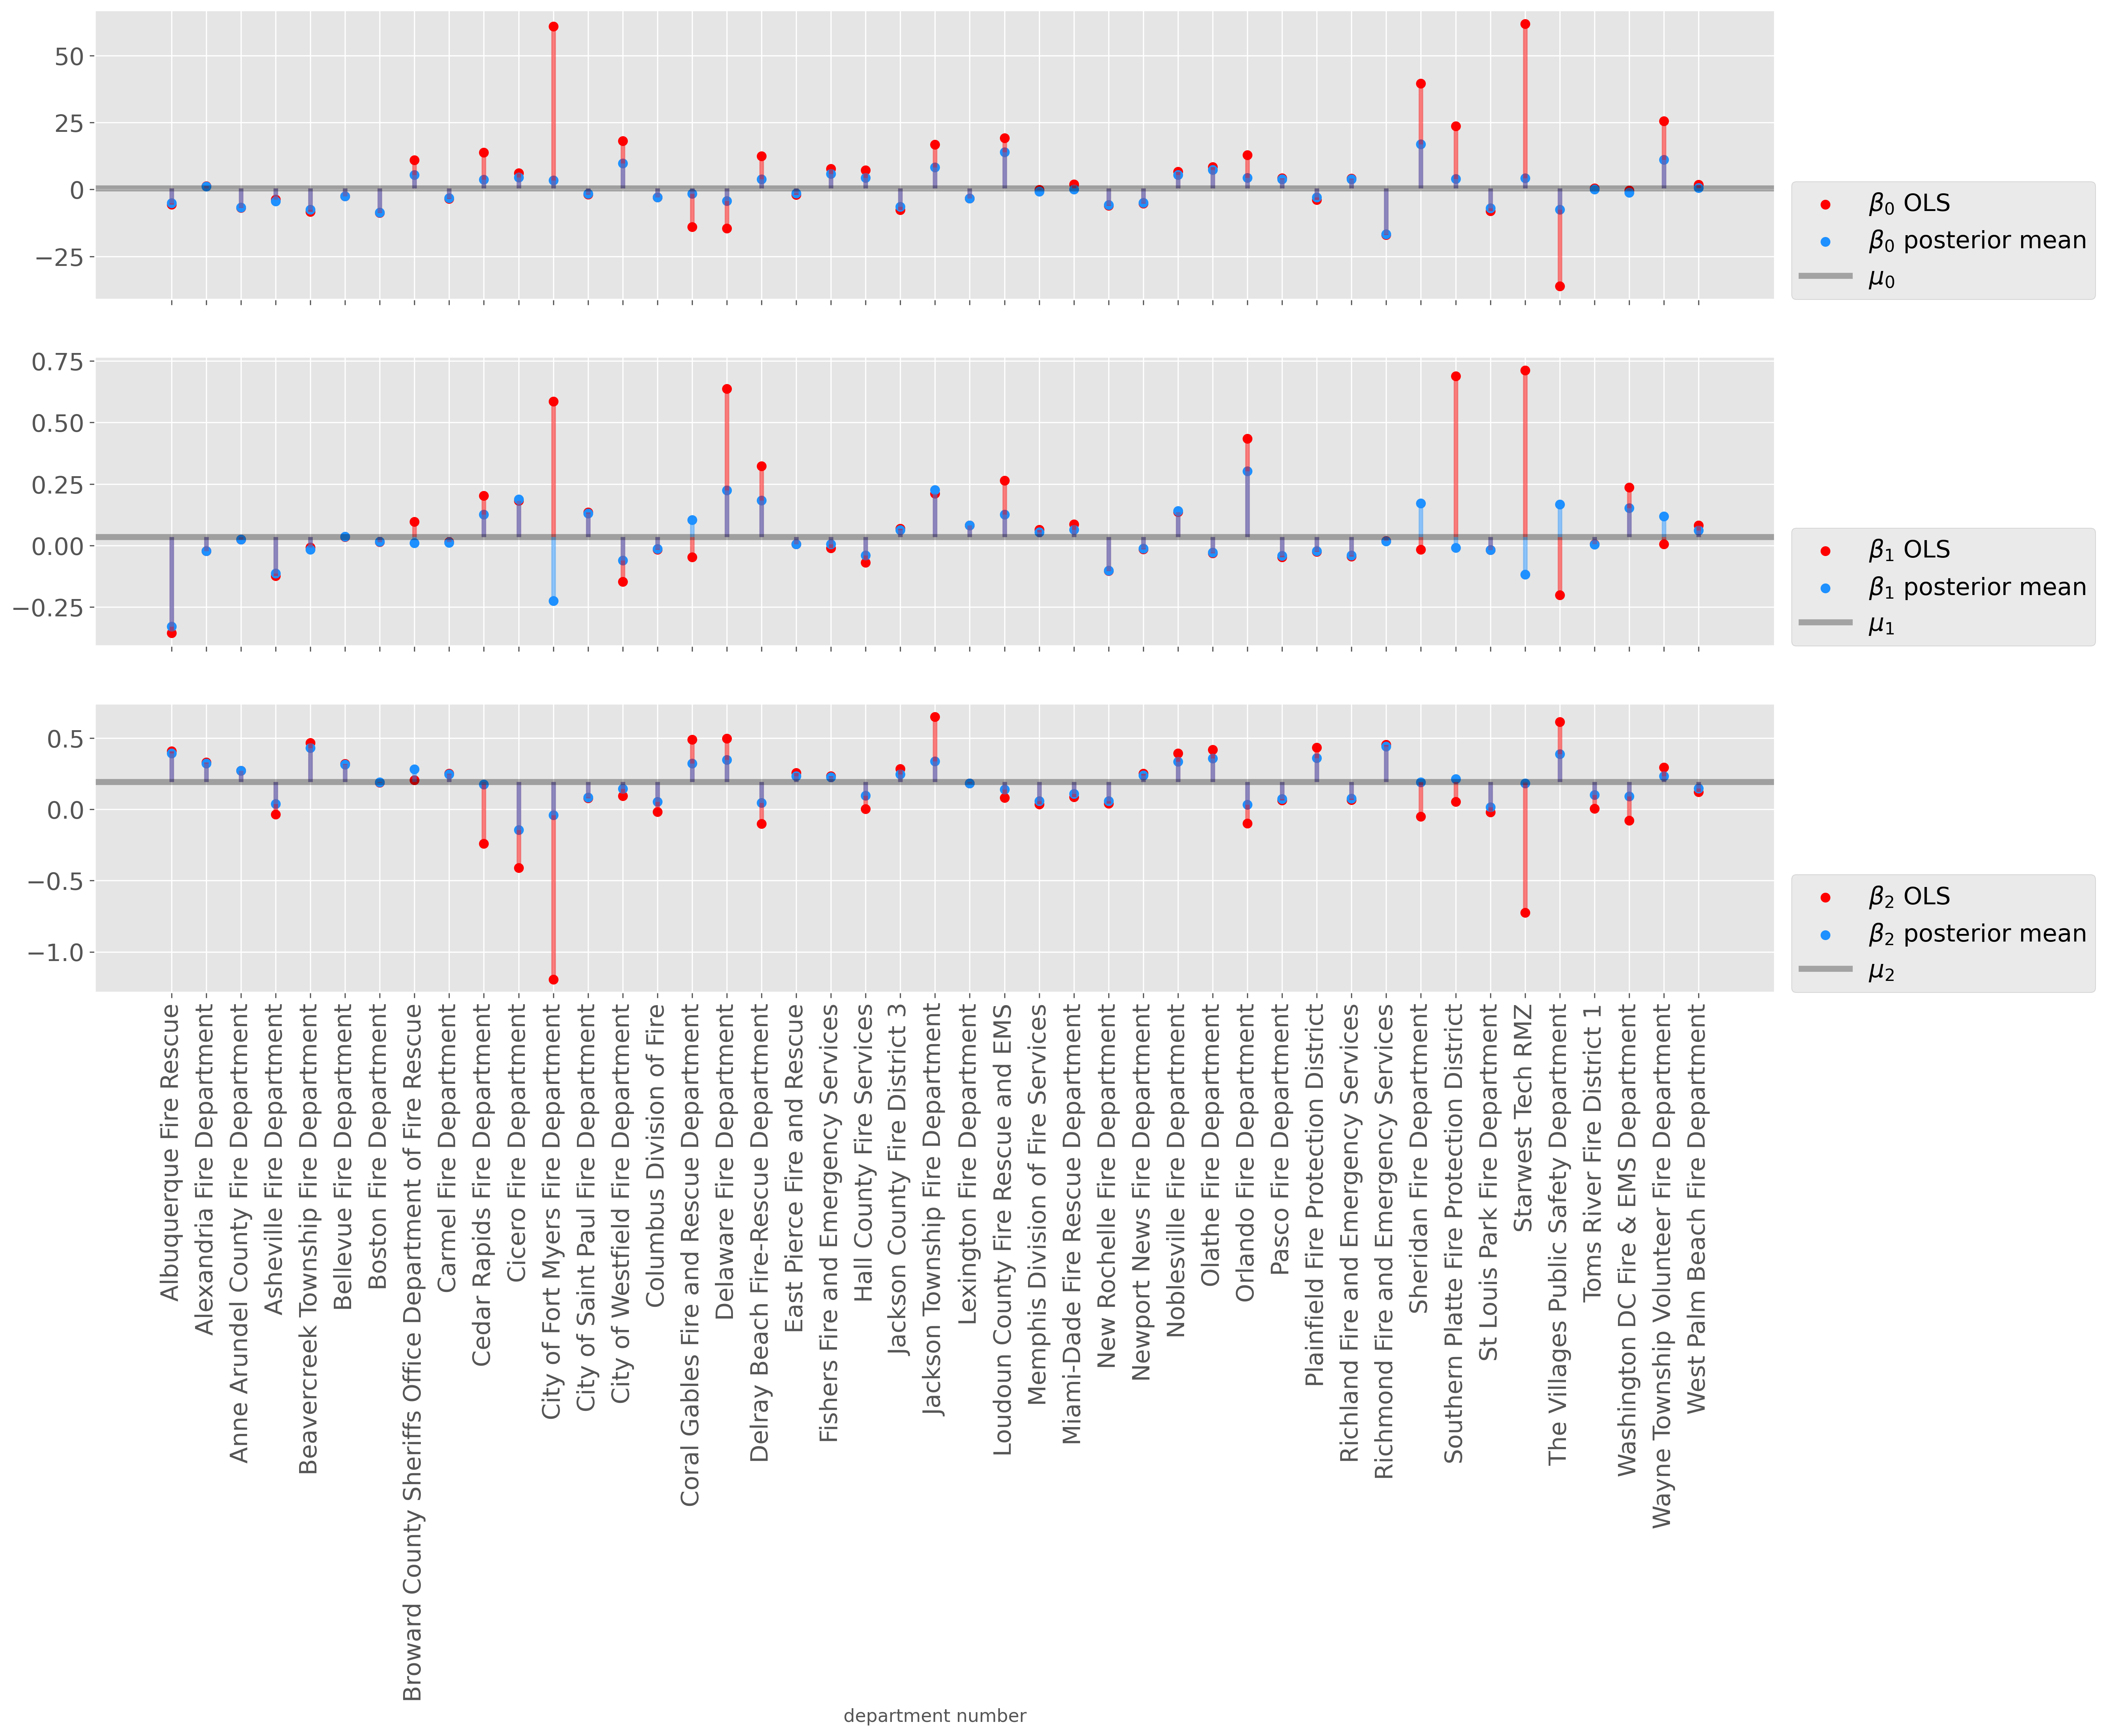 50
25
0
−25
β0 OLS
β0 posterior mean
μ0
0.75
0.50
0.25
0.00
−0.25
β1 OLS
β1 posterior mean
μ1
0.5
0.0
−0.5
−1.0
β2 OLS
β2 posterior mean
μ2
Albuquerque Fire Rescue
Alexandria Fire Department
Anne Arundel County Fire Department
Asheville Fire Department
Beavercreek Township Fire Department
Bellevue Fire Department
Boston Fire Department
Broward County Sheriffs Office Department of Fire Rescue
Carmel Fire Department
Cedar Rapids Fire Department
Cicero Fire Department
City of Fort Myers Fire Department
City of Saint Paul Fire Department
City of Westfield Fire Department
Columbus Division of Fire
Coral Gables Fire and Rescue Department
Delaware Fire Department
Delray Beach Fire-Rescue Department
East Pierce Fire and Rescue
Fishers Fire and Emergency Services
Hall County Fire Services
Jackson County Fire District 3
Jackson Township Fire Department
Lexington Fire Department
Loudoun County Fire Rescue and EMS
Memphis Division of Fire Services
Miami-Dade Fire Rescue Department
New Rochelle Fire Department
Newport News Fire Department
Noblesville Fire Department
Olathe Fire Department
Orlando Fire Department
Pasco Fire Department
Plainfield Fire Protection District
Richland Fire and Emergency Services
Richmond Fire and Emergency Services
Sheridan Fire Department
Southern Platte Fire Protection District
St Louis Park Fire Department
Starwest Tech RMZ
The Villages Public Safety Department
Toms River Fire District 1
Washington DC Fire & EMS Department
Wayne Township Volunteer Fire Department
West Palm Beach Fire Department
department number